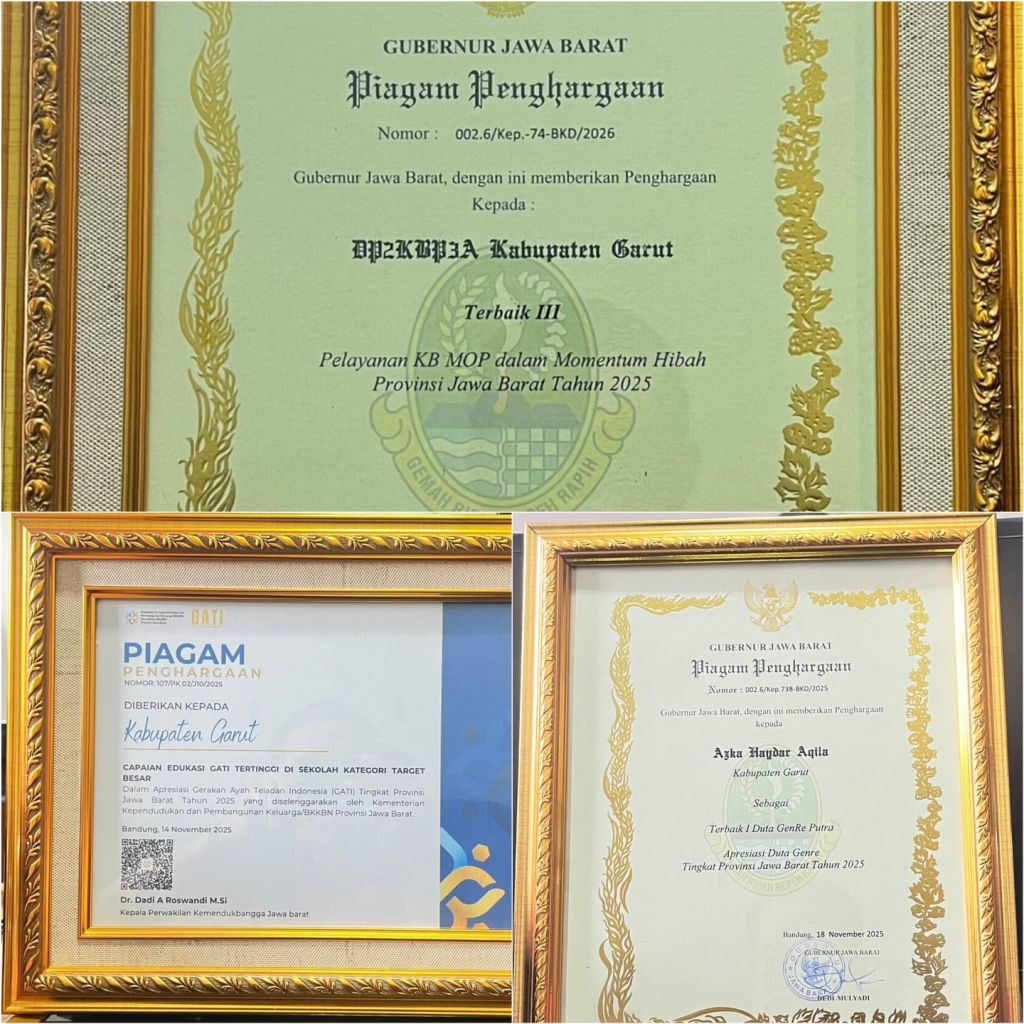 GUBERNUR JAWA BARAT
Piagam Penghargaan
Nomor : 002.6/Kep.-74-BKD/2026
Gubernur Jawa Barat, dengan ini memberikan Penghargaan
Kepada :
DP2KBP3A Kabupaten Garut
Terbaik III
Pelayanan KB MOP dalam Momentum Hibah
Provinsi Jawa Barat Tahun 2025
GEMAH RIPAH REPEH RAPIH
GATI
PIAGAM
PENGHARGAAN
NOMOR: 107/PK.02/J10/2025
DIBERIKAN KEPADA
Kabupaten Garut
CAPAIAN EDUKASI GATI TERTINGGI DI SEKOLAH KATEGORI TARGET
BESAR
Dalam Apresiasi Gerakan Ayah Teladan Indonesia (GATI) Tingkat Provinsi
Jawa Barat Tahun 2025 yang diselenggarakan oleh Kementerian
Kependudukan dan Pembangunan Keluarga/BKKBN Provinsi Jawa Barat.
Bandung, 14 November 2025
Dr. Dadi A Roswandi M.Si
Kepala Perwakilan Kemendukbangga Jawa barat
GUBERNUR JAWA BARAT
Piagam Penghargaan
Nomor : 002.6/Kep.738-BKD/2025
Gubernur Jawa Barat, dengan ini memberikan Penghargaan
kepada :
Azka Haydar Aqila
Kabupaten Garut
Sebagai
Terbaik I Duta GenRe Putra
Apresiasi Duta Genre
Tingkat Provinsi Jawa Barat Tahun 2025
Bandung, 18 November 2025
GUBERNUR JAWA BARAT
DEDI MULYADI